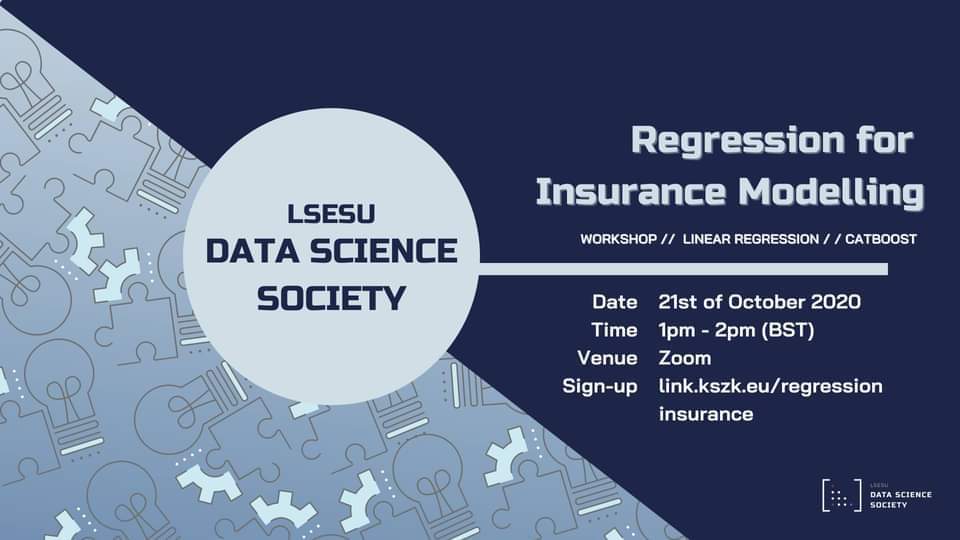 LSESU
DATA SCIENCE
SOCIETY
Regression for
Insurance Modelling
WORKSHOP // LINEAR REGRESSION / / CATBOOST
Date 21st of October 2020
Time 1pm - 2pm (BST)
Venue Zoom
Sign-up link.kszk.eu/regression
insurance
LSESU
DATA SCIENCE
SOCIETY